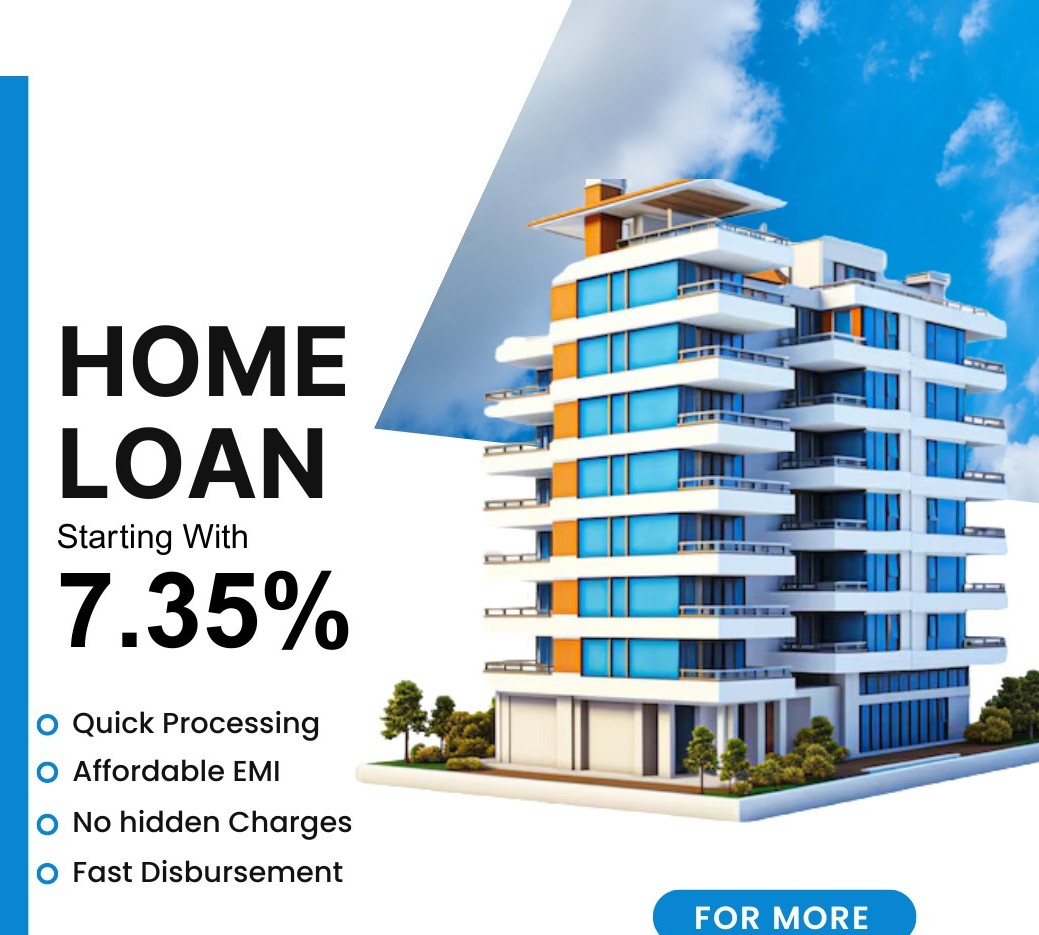 HOME
LOAN
Starting With
7.35%
Quick Processing
Affordable EMI
No hidden Charges
Fast Disbursement
FOR MORE